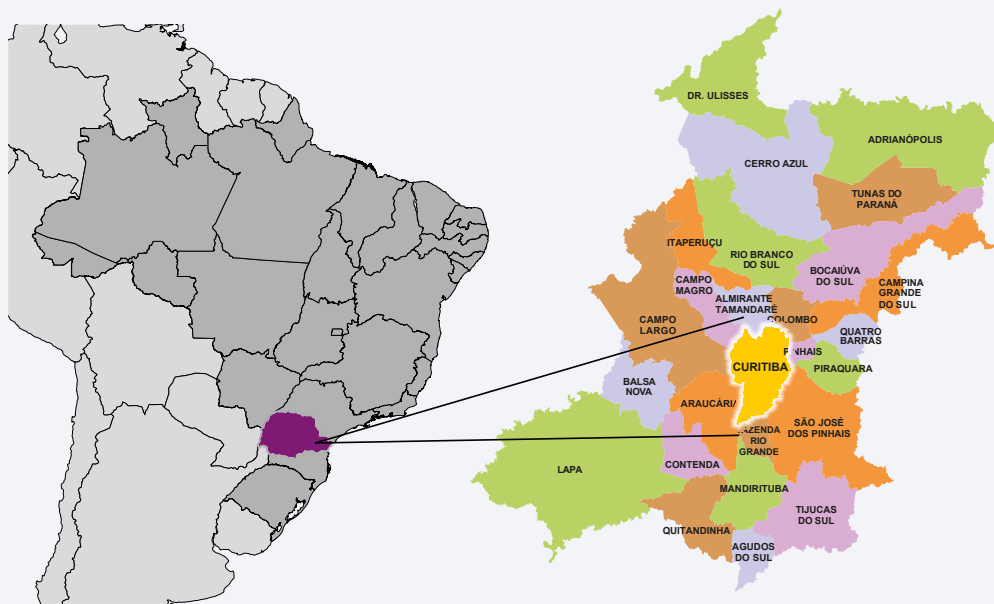 DR. ULISSES
ADRIANÓPOLIS
CERRO AZUL
TUNAS DO
PARANÁ
ITAPERUÇU
RIO BRANCO
DO SUL
BOCAIÚVA
DO SUL
CAMPO
MAGRO
CAMPINA
GRANDE
DO SUL
ALMIRANTE
TAMANDARÉ
COLOMBO
CAMPO
LARGO
QUATRO
BARRAS
PINHAIS
CURITIBA
PIRAQUARA
BALSA
NOVA
ARAUCÁRIA
SÃO JOSÉ
DOS PINHAIS
FAZENDA
RIO
GRANDE
LAPA
CONTENDA
MANDIRITUBA
TIJUCAS
DO SUL
QUITANDINHA
AGUDOS
DO SUL